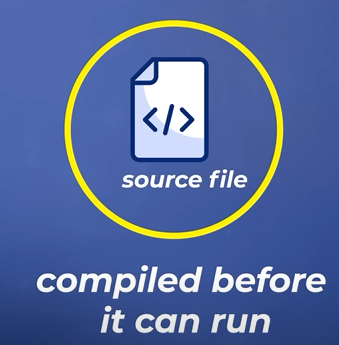 </>
source file
compiled before
it can run